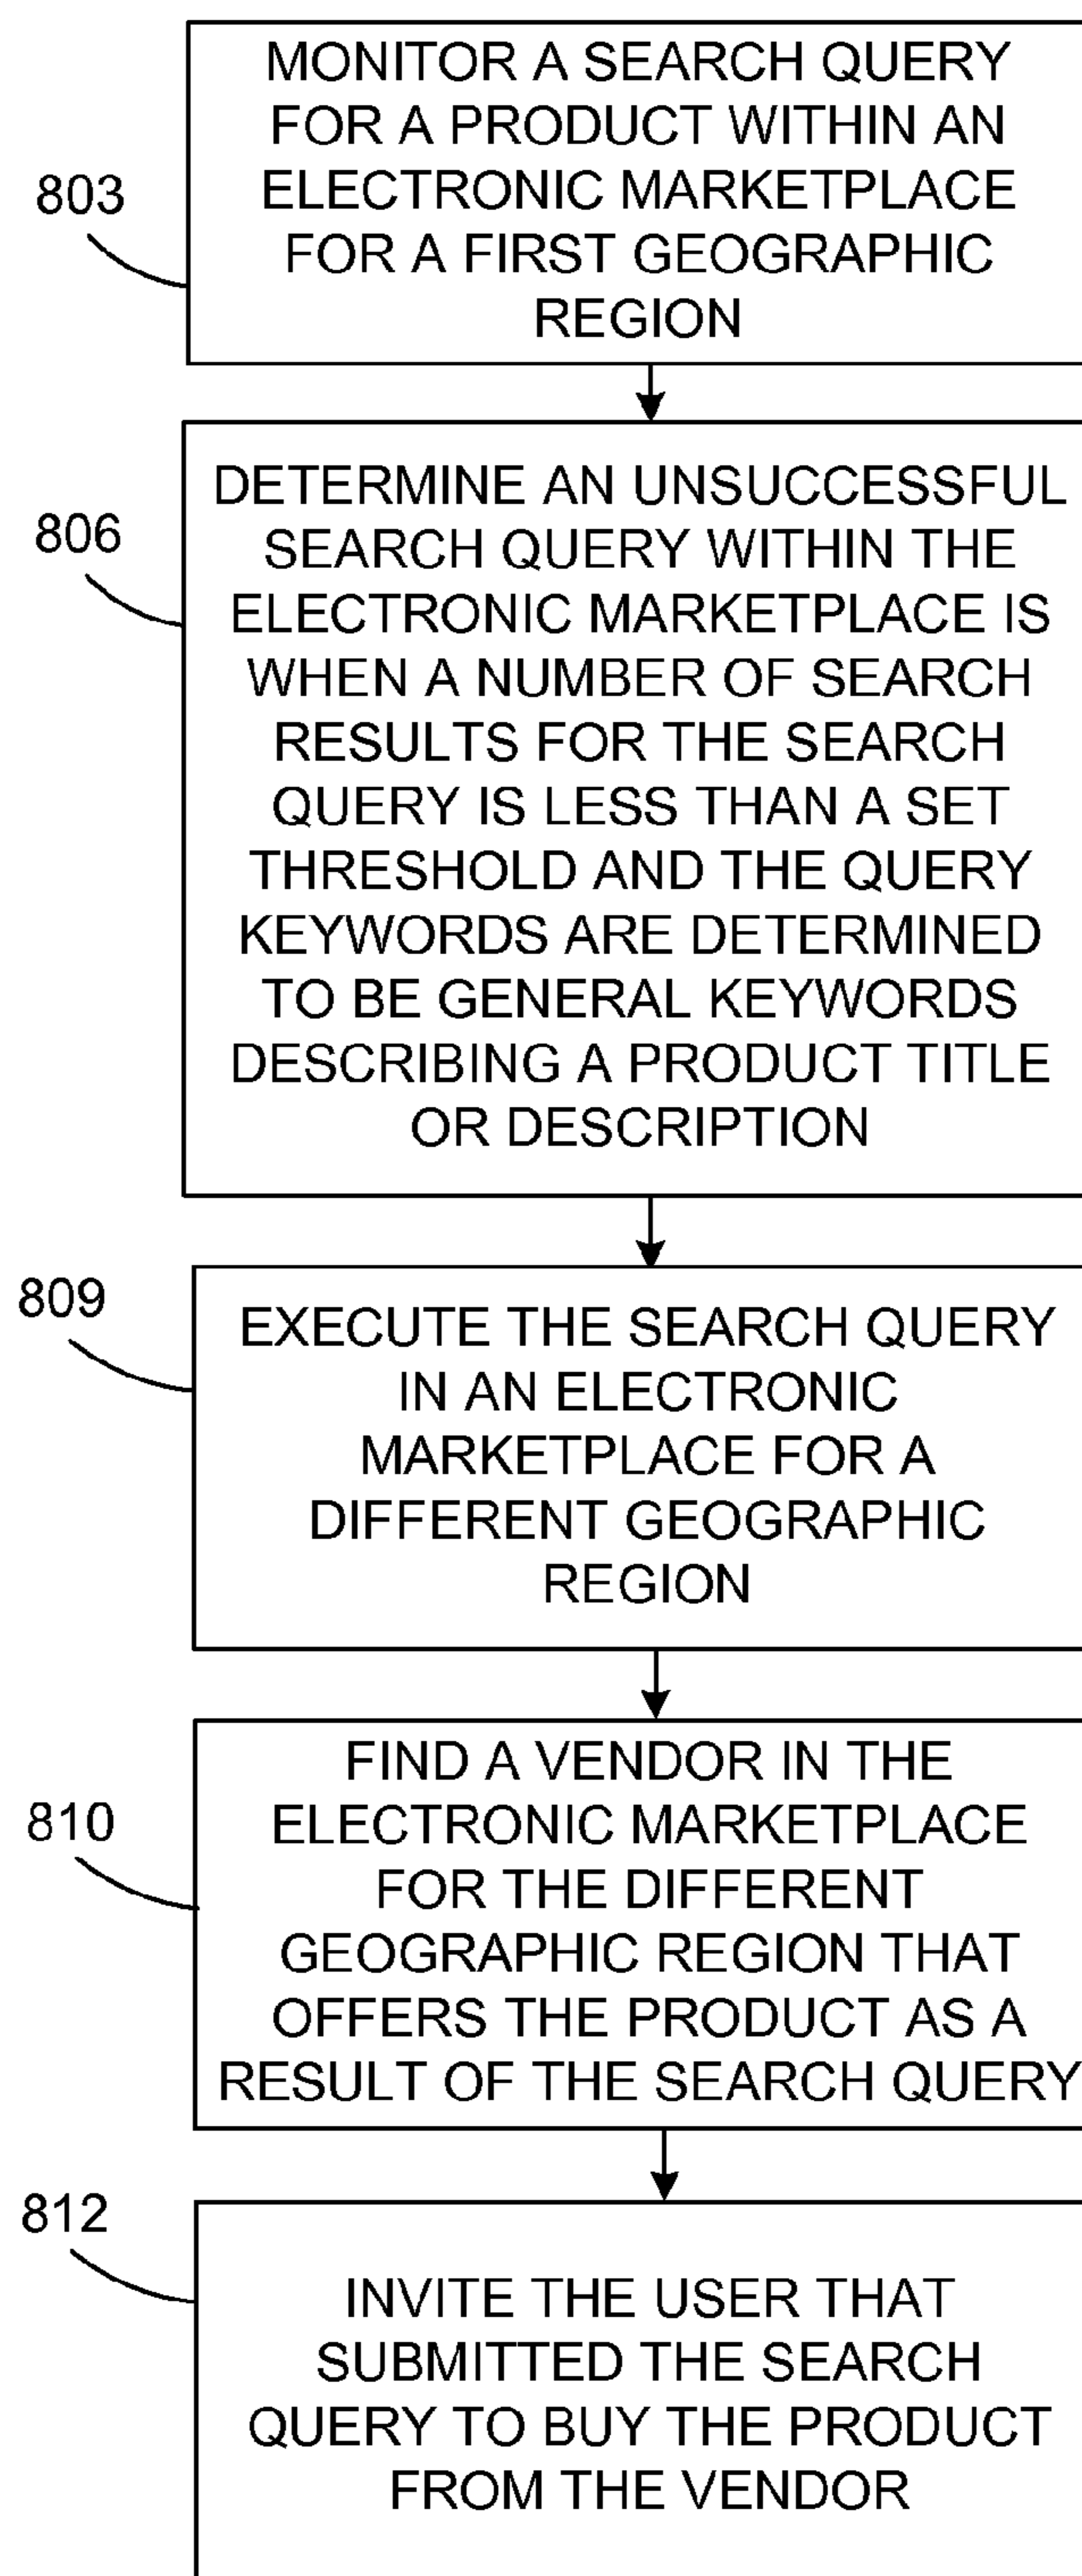 MONITOR A SEARCH QUERY
FOR A PRODUCT WITHIN AN
ELECTRONIC MARKETPLACE
FOR A FIRST GEOGRAPHIC
REGION
803
DETERMINE AN UNSUCCESSFUL
SEARCH QUERY WITHIN THE
ELECTRONIC MARKETPLACE IS
WHEN A NUMBER OF SEARCH
RESULTS FOR THE SEARCH
QUERY IS LESS THAN A SET
THRESHOLD AND THE QUERY
KEYWORDS ARE DETERMINED
TO BE GENERAL KEYWORDS
DESCRIBING A PRODUCT TITLE
OR DESCRIPTION
806
EXECUTE THE SEARCH QUERY
IN AN ELECTRONIC
MARKETPLACE FOR A
DIFFERENT GEOGRAPHIC
REGION
809
FIND A VENDOR IN THE
ELECTRONIC MARKETPLACE
FOR THE DIFFERENT
GEOGRAPHIC REGION THAT
OFFERS THE PRODUCT AS A
RESULT OF THE SEARCH QUERY
810
INVITE THE USER THAT
SUBMITTED THE SEARCH
QUERY TO BUY THE PRODUCT
FROM THE VENDOR
812